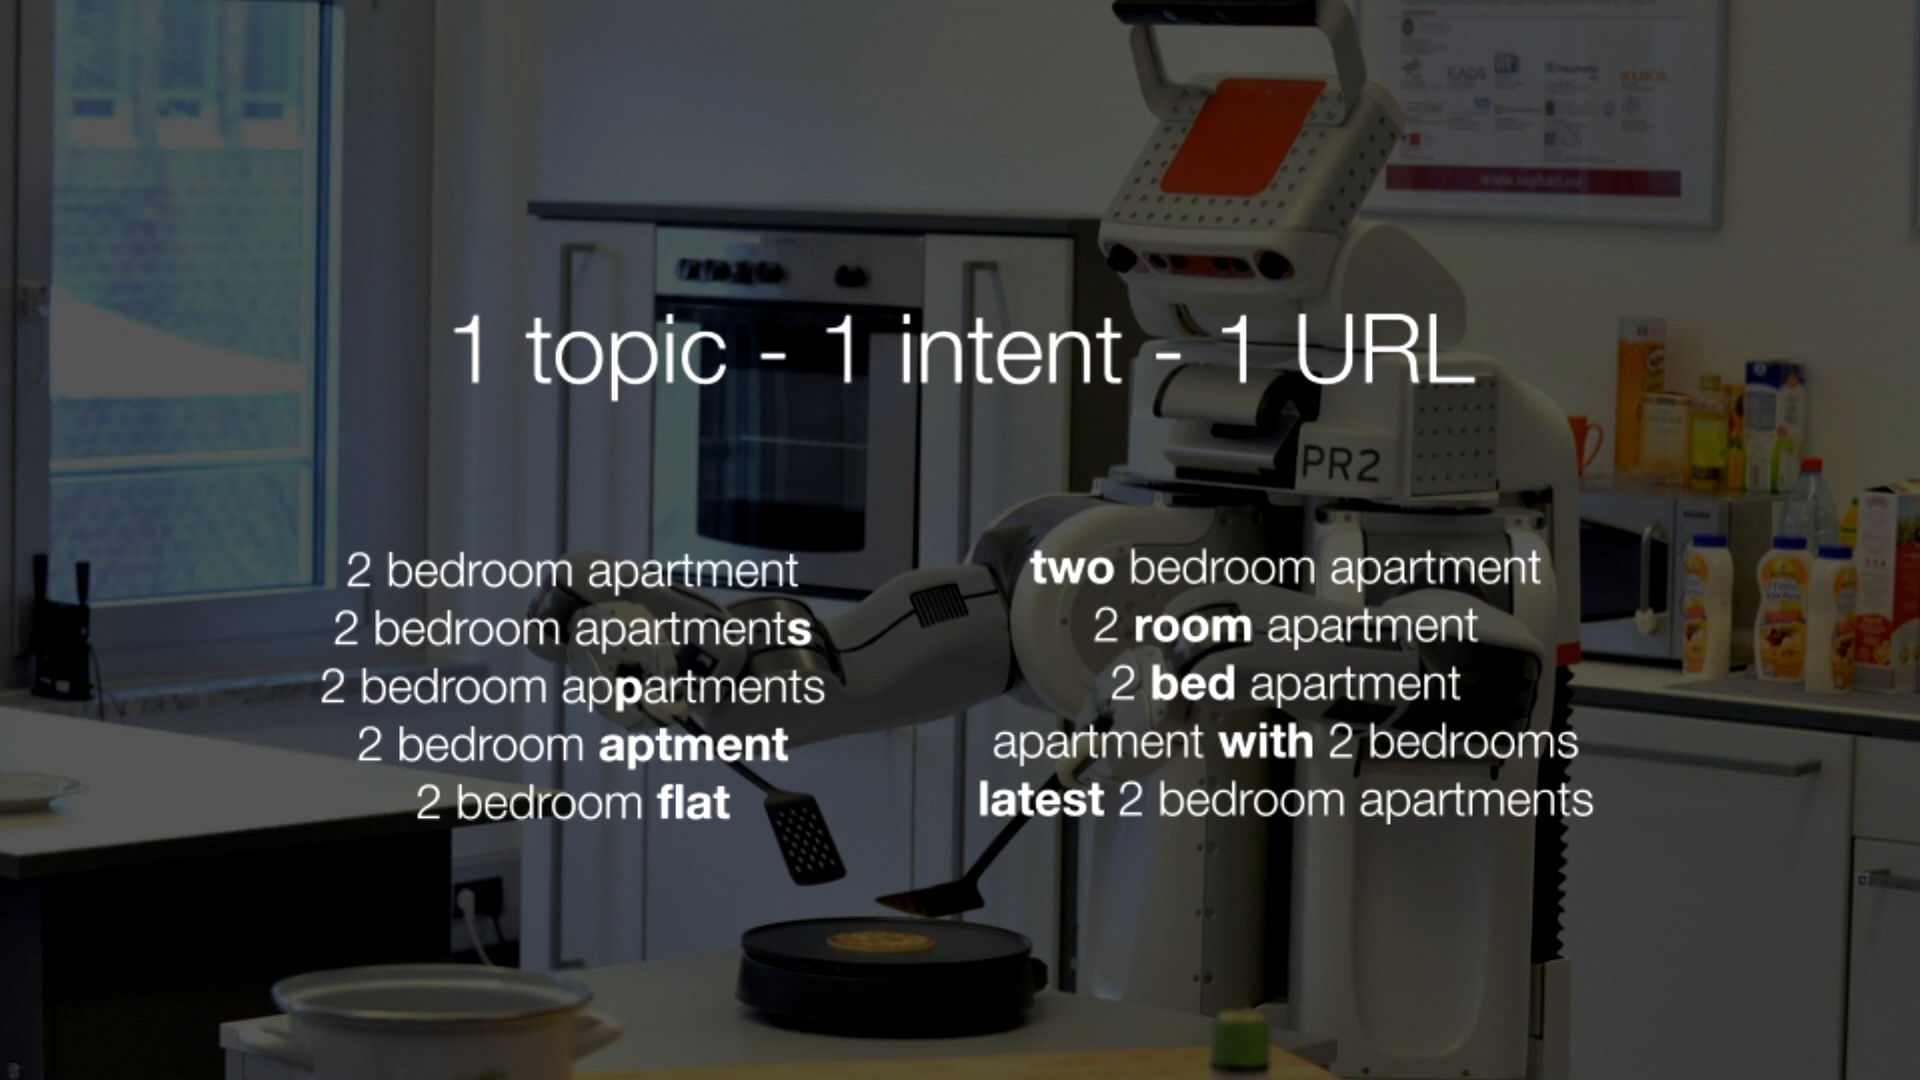 1 topic - 1 intent - 1 URL
2 bedroom apartment
2 bedroom apartments
2 bedroom appartments
2 bedroom aptment
2 bedroom flat
two bedroom apartment
2 room apartment
2 bed apartment
apartment with 2 bedrooms
latest 2 bedroom apartments
PR2
EADS
KUKA